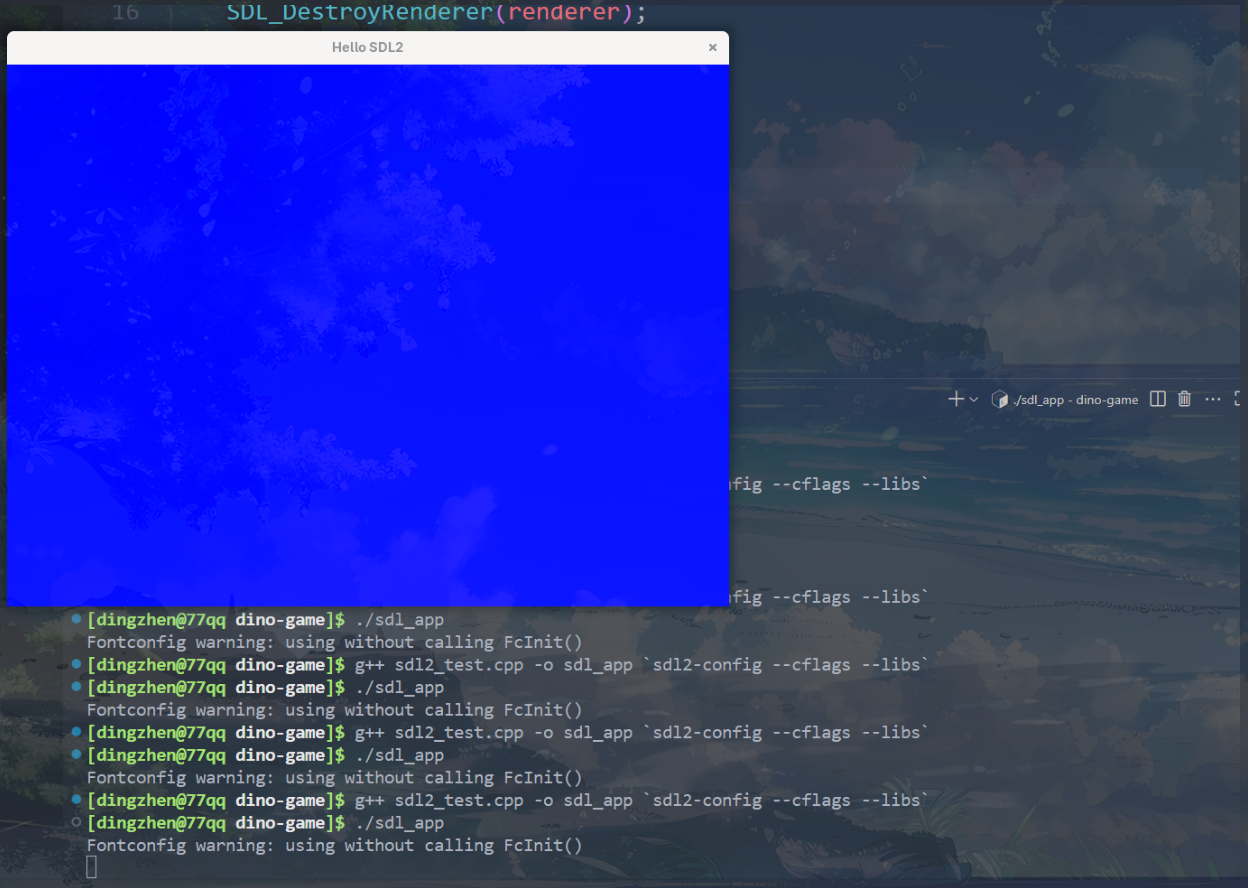 16 SDL_DestroyRenderer(renderer);
Hello SDL2 ×
./sdl_app - dino-game
--cflags --libs`
--cflags --libs`
[dingzhen@77qq dino-game]$ ./sdl_app
Fontconfig warning: using without calling FcInit()
[dingzhen@77qq dino-game]$ g++ sdl2_test.cpp -o sdl_app `sdl2-config --cflags --libs`
[dingzhen@77qq dino-game]$ ./sdl_app
Fontconfig warning: using without calling FcInit()
[dingzhen@77qq dino-game]$ g++ sdl2_test.cpp -o sdl_app `sdl2-config --cflags --libs`
[dingzhen@77qq dino-game]$ ./sdl_app
Fontconfig warning: using without calling FcInit()
[dingzhen@77qq dino-game]$ g++ sdl2_test.cpp -o sdl_app `sdl2-config --cflags --libs`
[dingzhen@77qq dino-game]$ ./sdl_app
Fontconfig warning: using without calling FcInit()